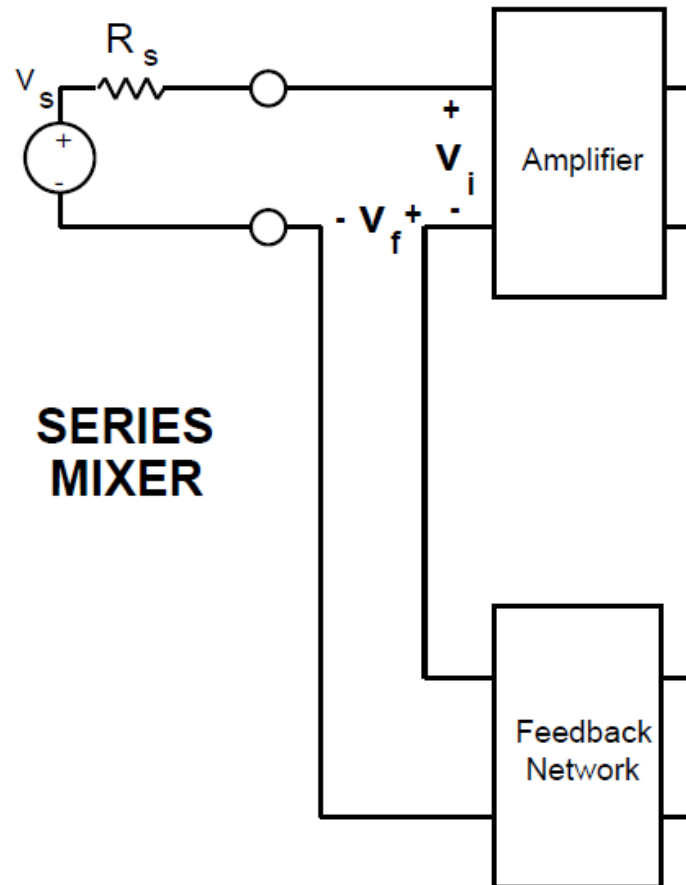 R s
V s
+
-
+
V i
-
- V f +
Amplifier
SERIES
MIXER
Feedback
Network